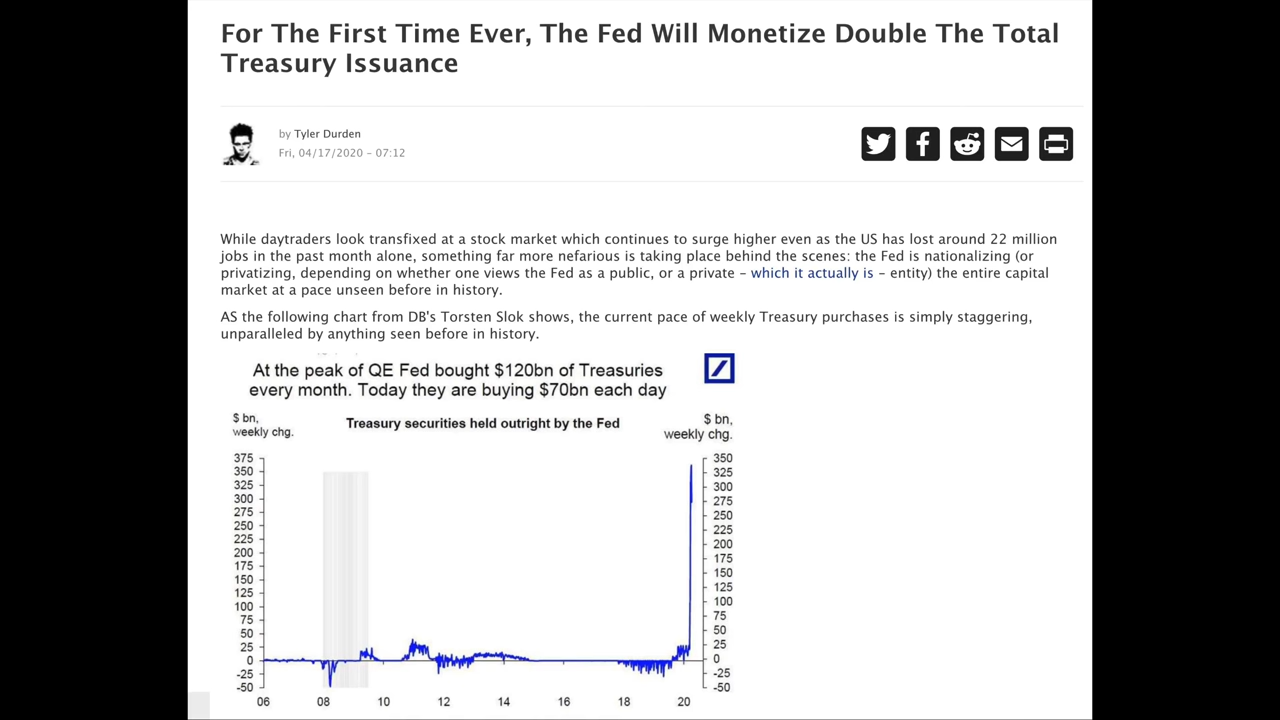 For The First Time Ever, The Fed Will Monetize Double The Total
Treasury Issuance
by Tyler Durden
Fri, 04/17/2020 - 07:12
While daytraders look transfixed at a stock market which continues to surge higher even as the US has lost around 22 million
jobs in the past month alone, something far more nefarious is taking place behind the scenes: the Fed is nationalizing (or
privatizing, depending on whether one views the Fed as a public, or a private – which it actually is – entity) the entire capital
market at a pace unseen before in history.
AS the following chart from DB's Torsten Slok shows, the current pace of weekly Treasury purchases is simply staggering,
unparalleled by anything seen before in history.
At the peak of QE Fed bought $120bn of Treasuries
every month. Today they are buying $70bn each day
$ bn,
weekly chg.
Treasury securities held outright by the Fed
$ bn,
weekly chg.
375
350
325
300
275
250
225
200
175
150
125
100
75
50
25
0
-25
-50
350
325
300
275
250
225
200
175
150
125
100
75
50
25
0
-25
-50
06 08 10 12 14 16 18 20